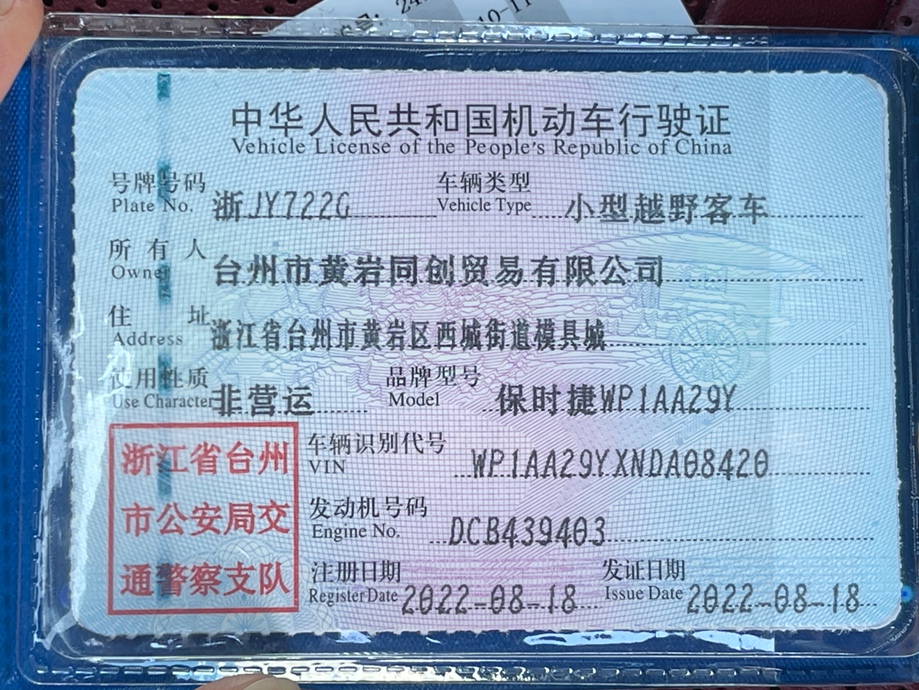 中华人民共和国机动车行驶证
Vehicle License of the People's Republic of China
号牌号码 浙JY722G 车辆类型 小型越野客车
Plate No. Vehicle Type
所有人 台州市黄岩同创贸易有限公司
Owner
住址 浙江省台州市黄岩区西城街道模具城
Address
使用性质 非营运 品牌型号 保时捷WP1AA29Y
Use Character Model
车辆识别代号 WP1AA29YXNDA08420
VIN
发动机号码 DCB439403
Engine No.
注册日期 2022-08-18 发证日期 2022-08-18
Register Date Issue Date
浙江省台州
市公安局交
通警察支队